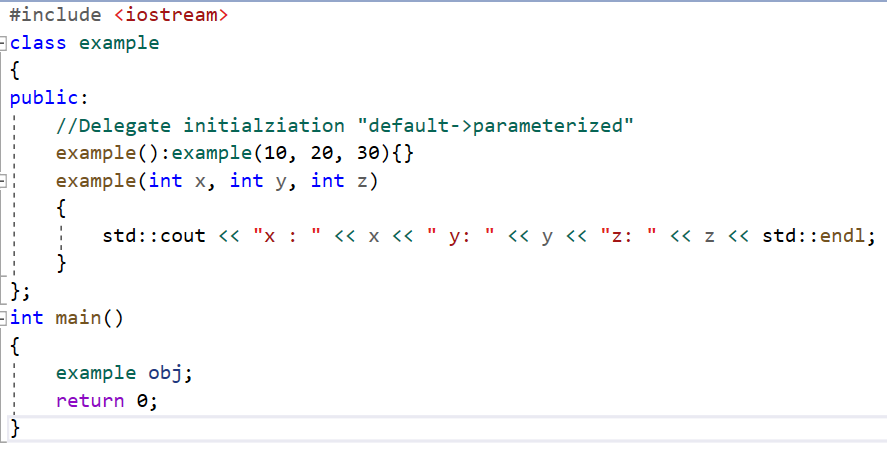 #include <iostream>
class example
{
public:
    //Delegate initialziation "default->parameterized"
    example():example(10, 20, 30){}
    example(int x, int y, int z)
    {
        std::cout << "x : " << x << " y: " << y << "z: " << z << std::endl;
    }
};
int main()
{
    example obj;
    return 0;
}